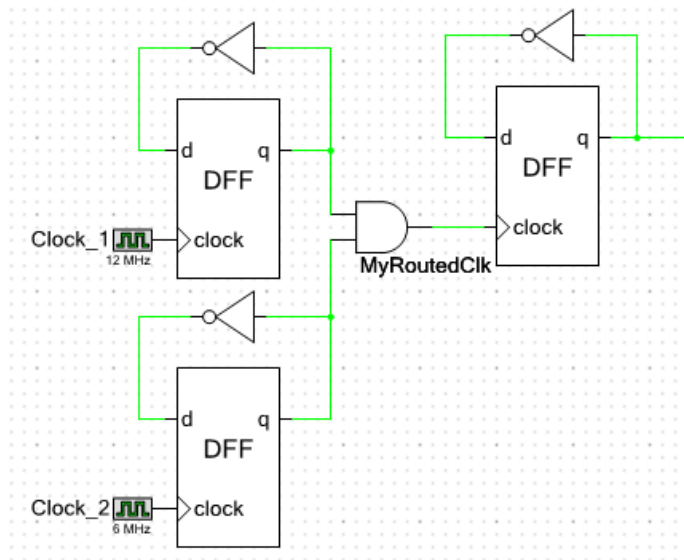 d q
DFF
Clock_1
12 MHz
clock
d q
DFF
clock
MyRoutedClk
d q
DFF
Clock_2
6 MHz
clock